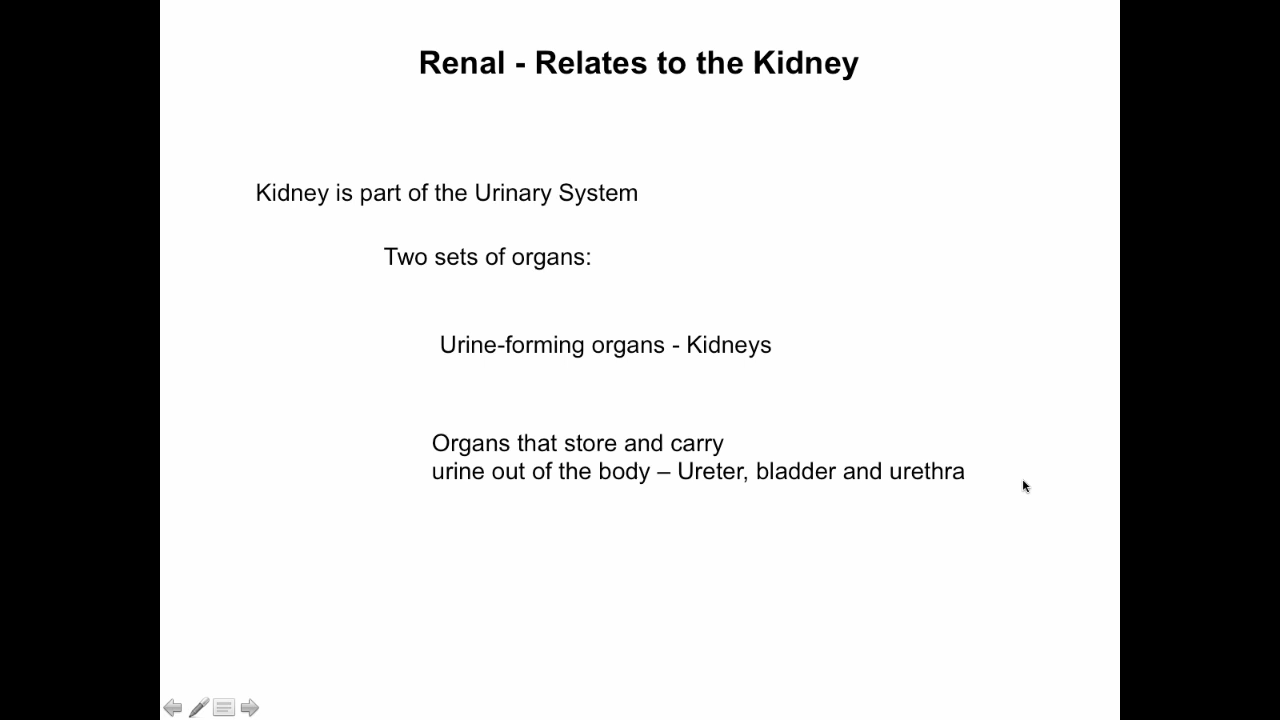 Renal - Relates to the Kidney
Kidney is part of the Urinary System
Two sets of organs:
Urine-forming organs - Kidneys
Organs that store and carry
urine out of the body – Ureter, bladder and urethra